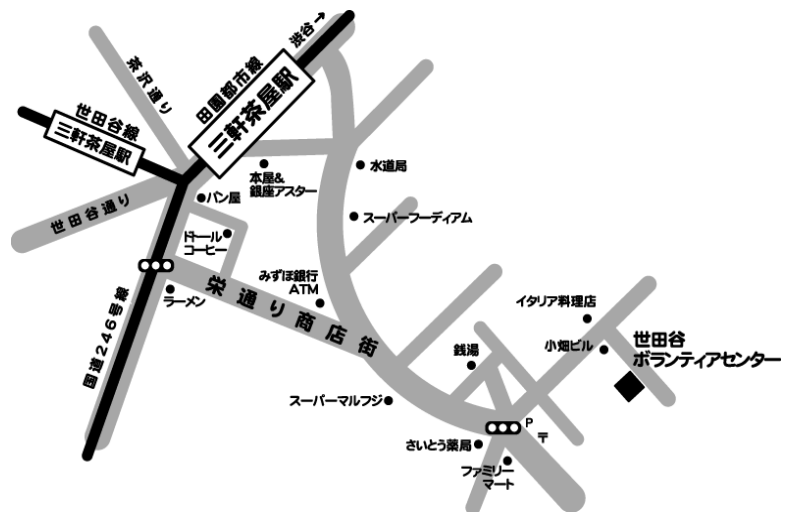 渋谷→
茶沢通り
田園都市線
三軒茶屋駅
世田谷線
三軒茶屋駅
本屋&
銀座アスター
水道局
パン屋
世田谷通り
スーパーフーディアム
ドトール
コーヒー
みずほ銀行
ATM
ラーメン
栄通り商店街
国道246号線
イタリア料理店
小畑ビル
世田谷
ボランティアセンター
銭湯
スーパーマルフジ
P
〒
さいとう薬局
ファミリー
マート